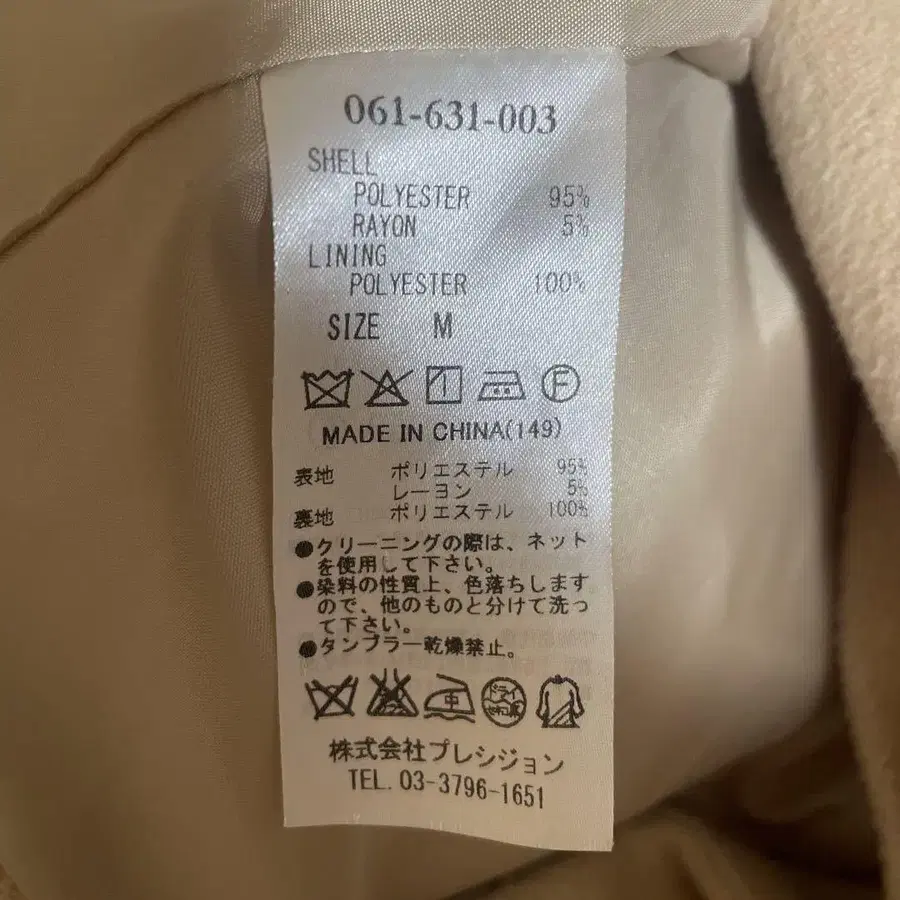 061-631-003
SHELL
POLYESTER 95%
RAYON 5%
LINING
POLYESTER 100%
SIZE M
F
MADE IN CHINA(149)
表地 ポリエステル 95%
レーヨン 5%
裏地 ポリエステル 100%
●クリーニングの際は、ネット
を使用して下さい。
●染料の性質上、色落ちします
ので、他のものと分けて洗っ
て下さい。
●タンブラー乾燥禁止。
中 ドライ
株式会社プレシジョン
TEL. 03-3796-1651